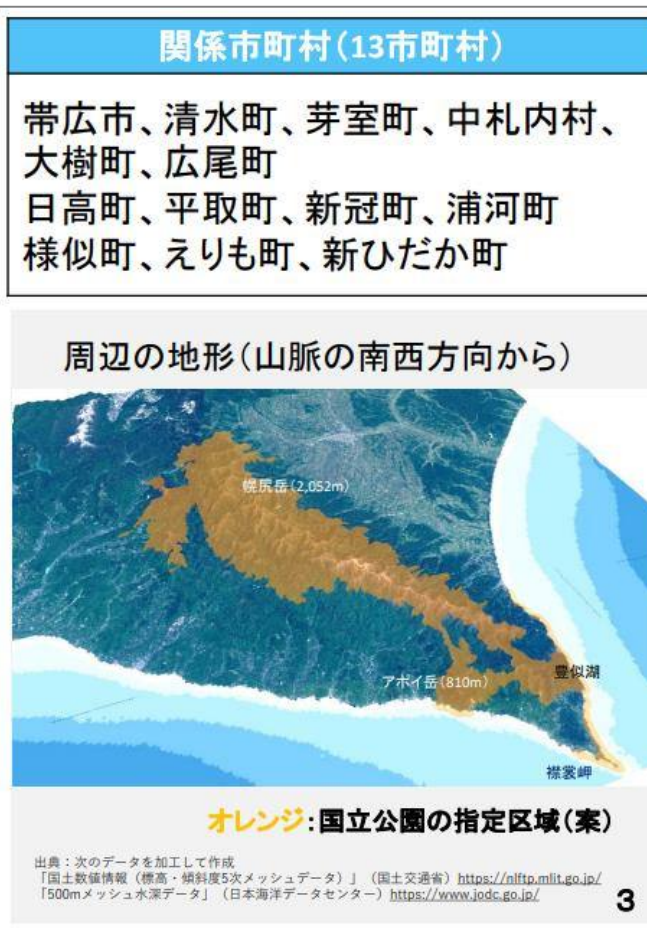 関係市町村(13市町村)
帯広市、清水町、芽室町、中札内村、
大樹町、広尾町
日高町、平取町、新冠町、浦河町
様似町、えりも町、新ひだか町
周辺の地形(山脈の南西方向から)
幌尻岳(2,052m)
豊似湖
アポイ岳(810m)
襟裳岬
オレンジ:国立公園の指定区域(案)
出典:次のデータを加工して作成
「国土数値情報(標高・傾斜度5次メッシュデータ)」(国土交通省)https://nlftp.mlit.go.jp/
「500mメッシュ水深データ」(日本海洋データセンター)https://www.jodc.go.jp/
3